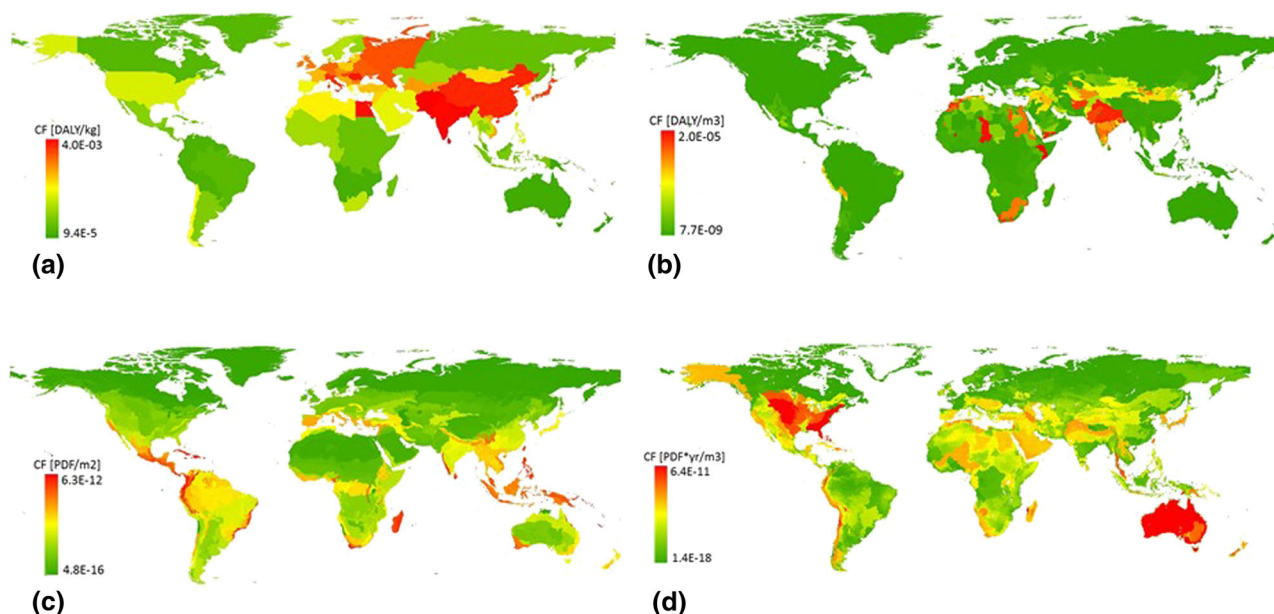 CF [DALY/kg]
4.0E-03
9.4E-5
(a)
CF [DALY/m3]
2.0E-05
7.7E-09
(b)
CF [PDF/m2]
6.3E-12
4.8E-16
(c)
CF [PDF*yr/m3]
6.4E-11
1.4E-18
(d)